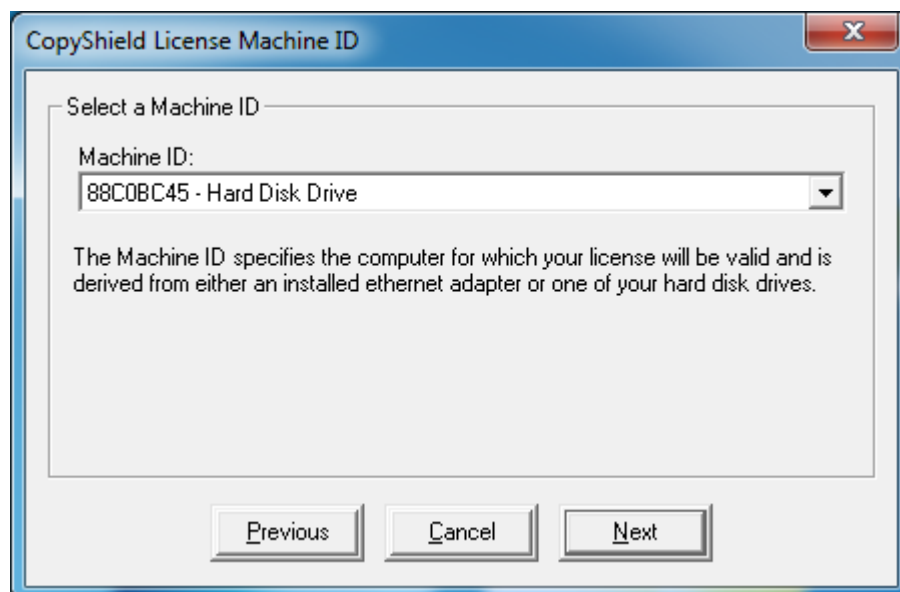 CopyShield License Machine ID
Select a Machine ID
Machine ID:
88C0BC45 - Hard Disk Drive
The Machine ID specifies the computer for which your license will be valid and is
derived from either an installed ethernet adapter or one of your hard disk drives.
Previous Cancel Next